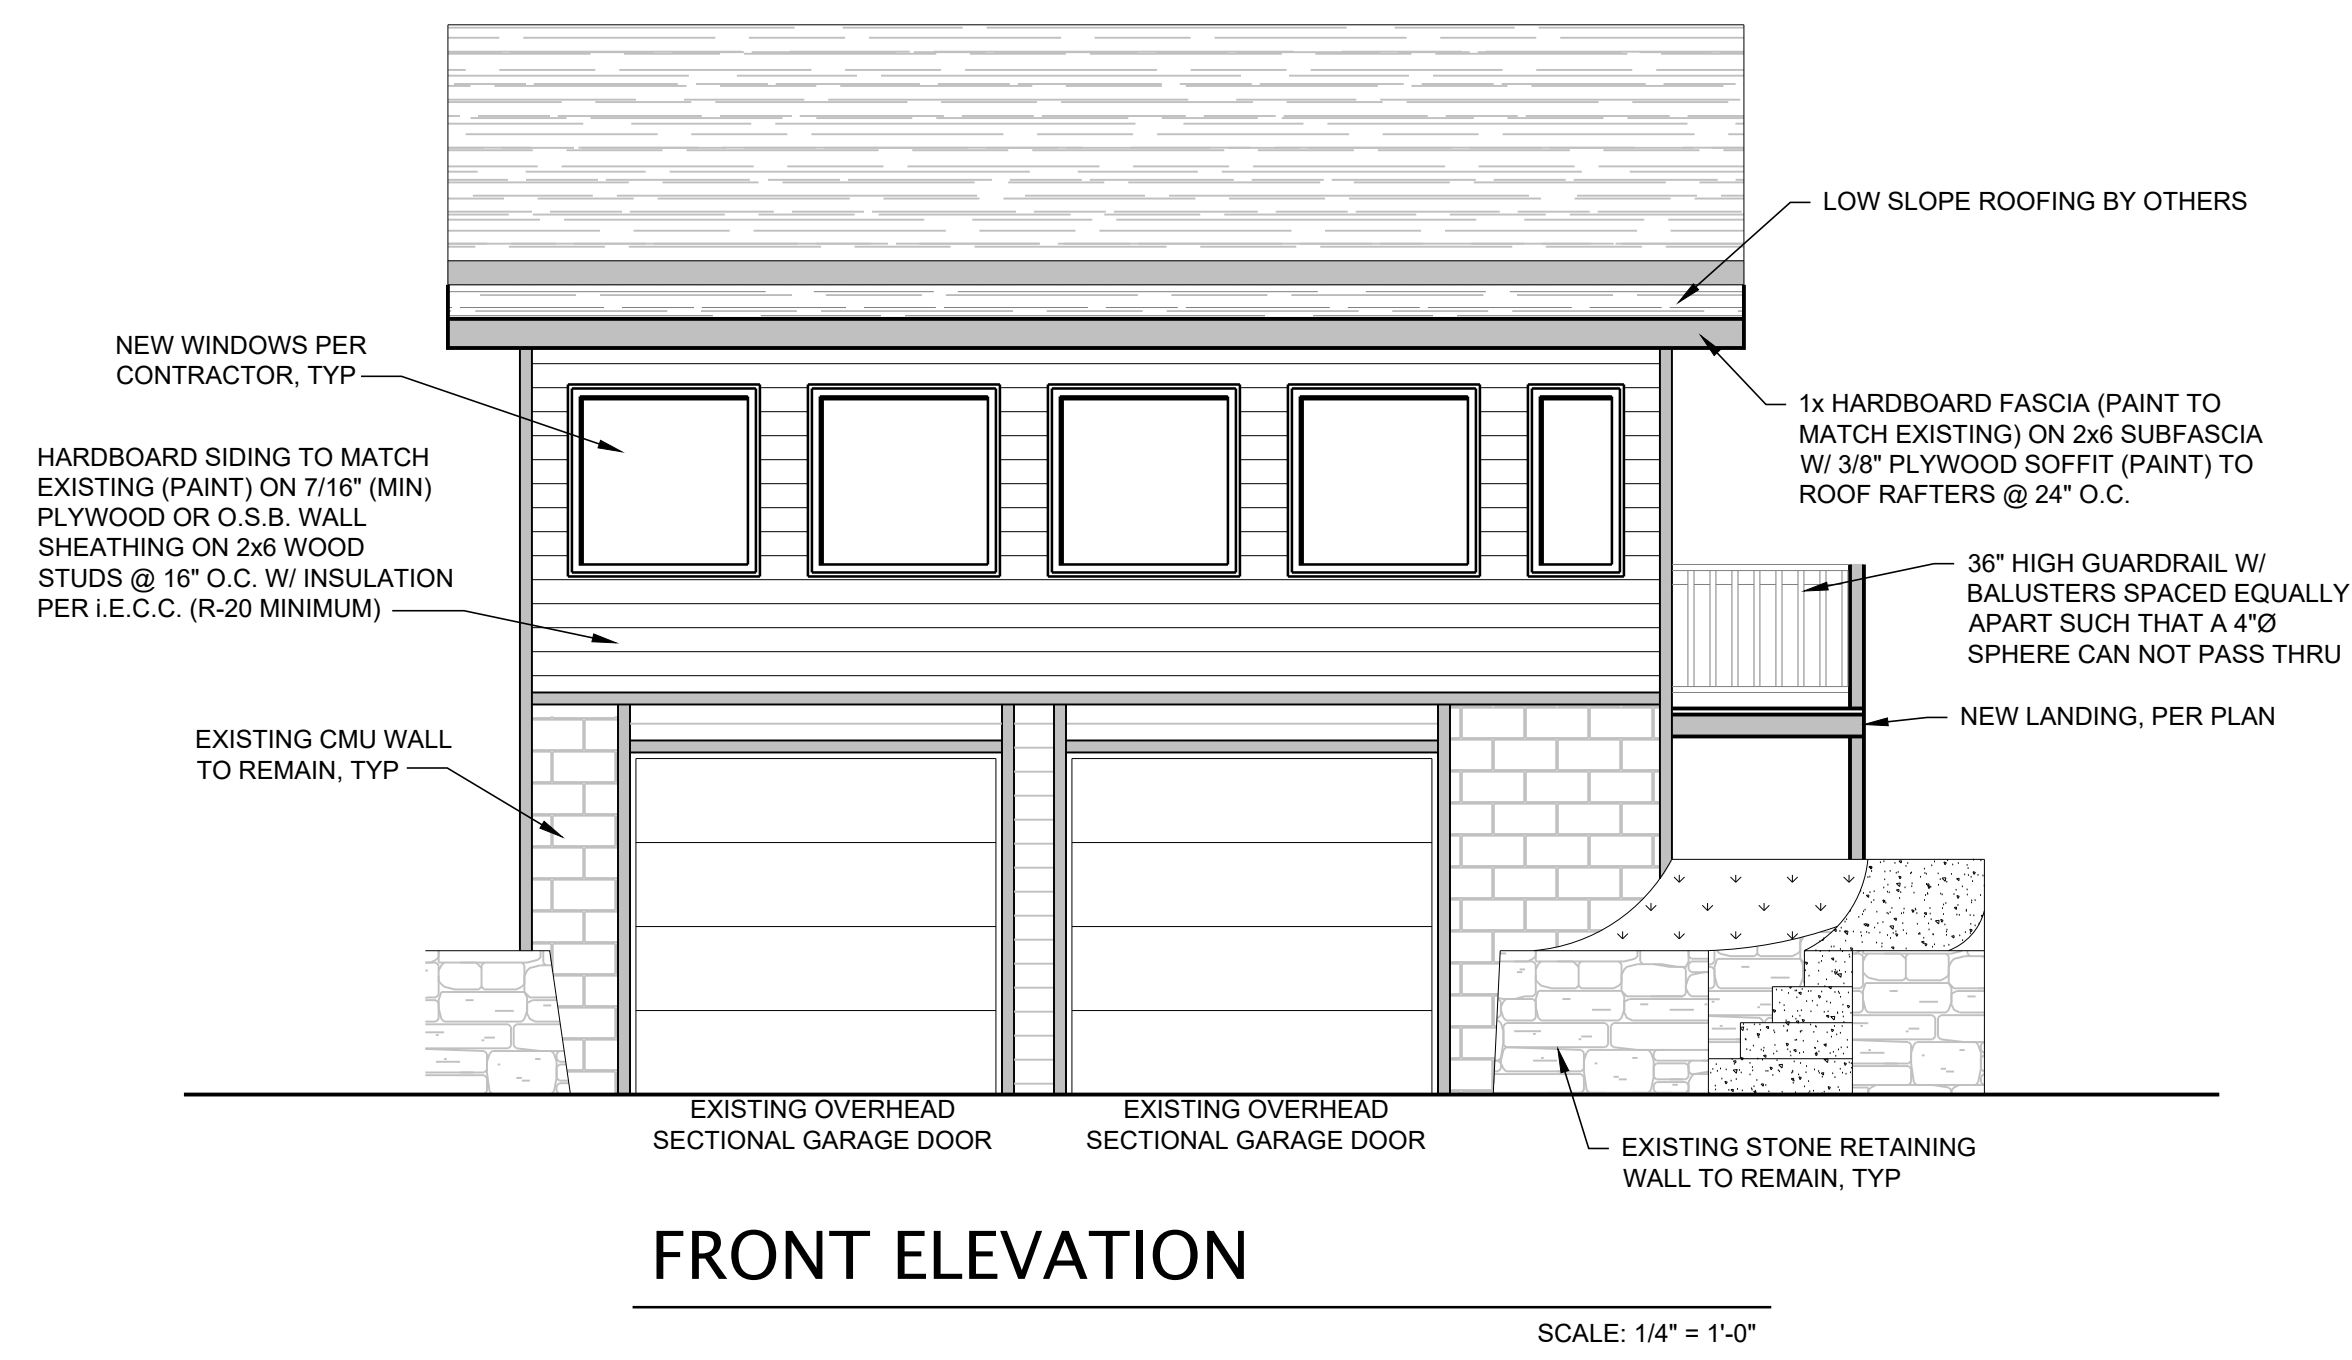 LOW SLOPE ROOFING BY OTHERS
NEW WINDOWS PER
CONTRACTOR, TYP
1x HARDBOARD FASCIA (PAINT TO
MATCH EXISTING) ON 2x6 SUBFASCIA
W/ 3/8" PLYWOOD SOFFIT (PAINT) TO
ROOF RAFTERS @ 24" O.C.
HARDBOARD SIDING TO MATCH
EXISTING (PAINT) ON 7/16" (MIN)
PLYWOOD OR O.S.B. WALL
SHEATHING ON 2x6 WOOD
STUDS @ 16" O.C. W/ INSULATION
PER i.E.C.C. (R-20 MINIMUM)
36" HIGH GUARDRAIL W/
BALUSTERS SPACED EQUALLY
APART SUCH THAT A 4"Ø
SPHERE CAN NOT PASS THRU
NEW LANDING, PER PLAN
EXISTING CMU WALL
TO REMAIN, TYP
EXISTING OVERHEAD
SECTIONAL GARAGE DOOR
EXISTING OVERHEAD
SECTIONAL GARAGE DOOR
EXISTING STONE RETAINING
WALL TO REMAIN, TYP
FRONT ELEVATION
SCALE: 1/4" = 1'-0"